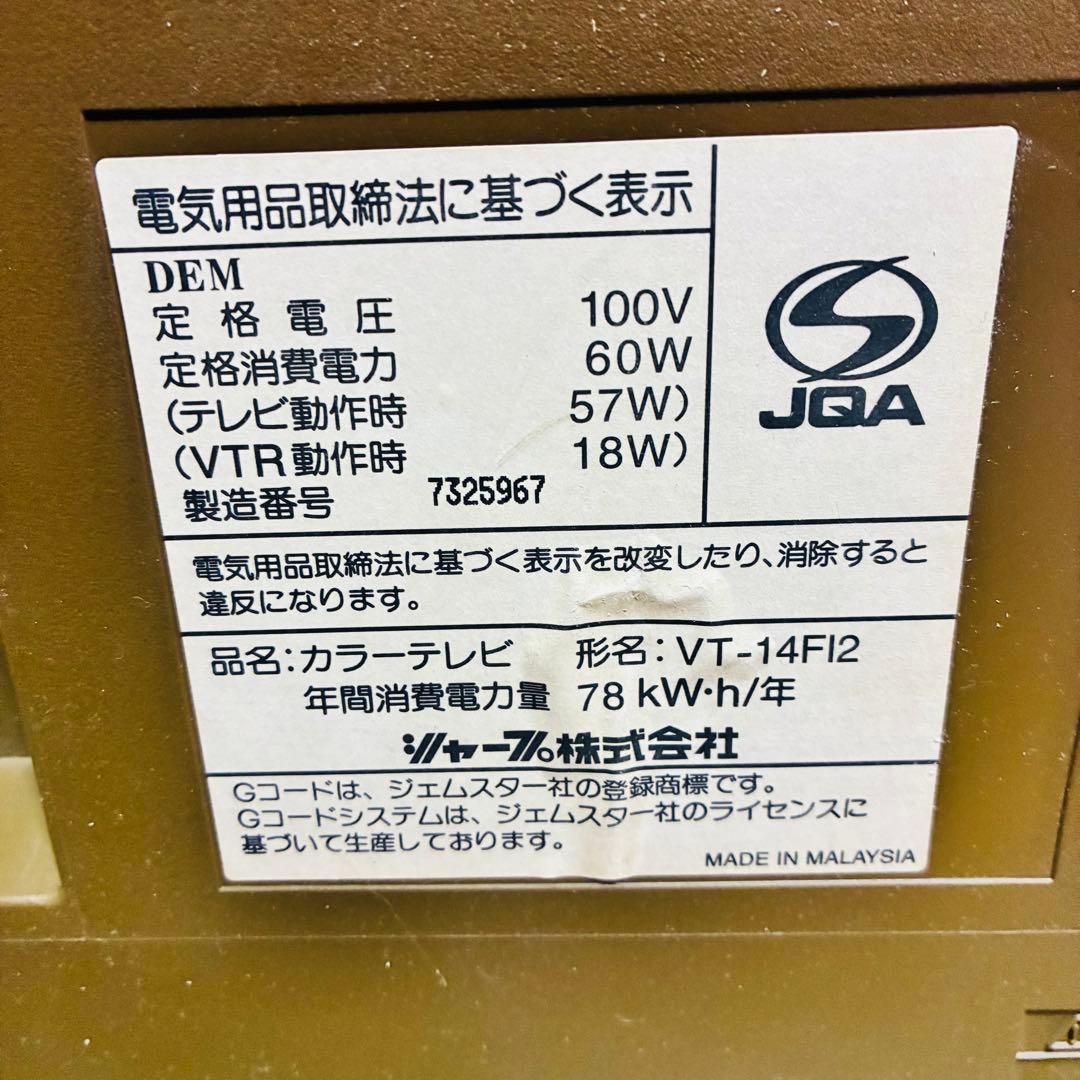 電気用品取締法に基づく表示
DEM
定格電圧 100V
定格消費電力 60W
(テレビ動作時 57W)
(VTR動作時 18W)
製造番号 7325967
JQA
電気用品取締法に基づく表示を改変したり、消除すると
違反になります。
品名:カラーテレビ 形名:VT-14FI2
年間消費電力量 78kW・h/年
シャープ株式会社
Gコードは、ジェムスター社の登録商標です。
Gコードシステムは、ジェムスター社のライセンスに
基づいて生産しております。
MADE IN MALAYSIA